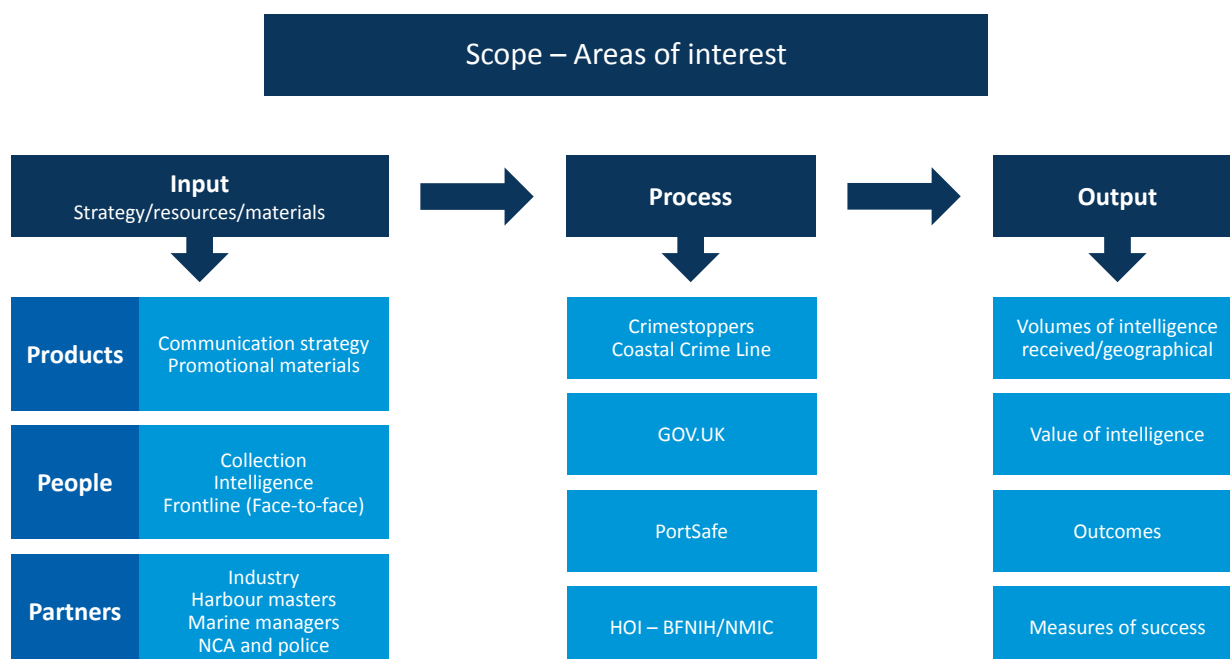 Scope – Areas of interest
Input
Strategy/resources/materials
Process
Output
Products
Communication strategy
Promotional materials
People
Collection
Intelligence
Frontline (Face-to-face)
Partners
Industry
Harbour masters
Marine managers
NCA and police
Crimestoppers
Coastal Crime Line
GOV.UK
PortSafe
HOI – BFNIH/NMIC
Volumes of intelligence
received/geographical
Value of intelligence
Outcomes
Measures of success